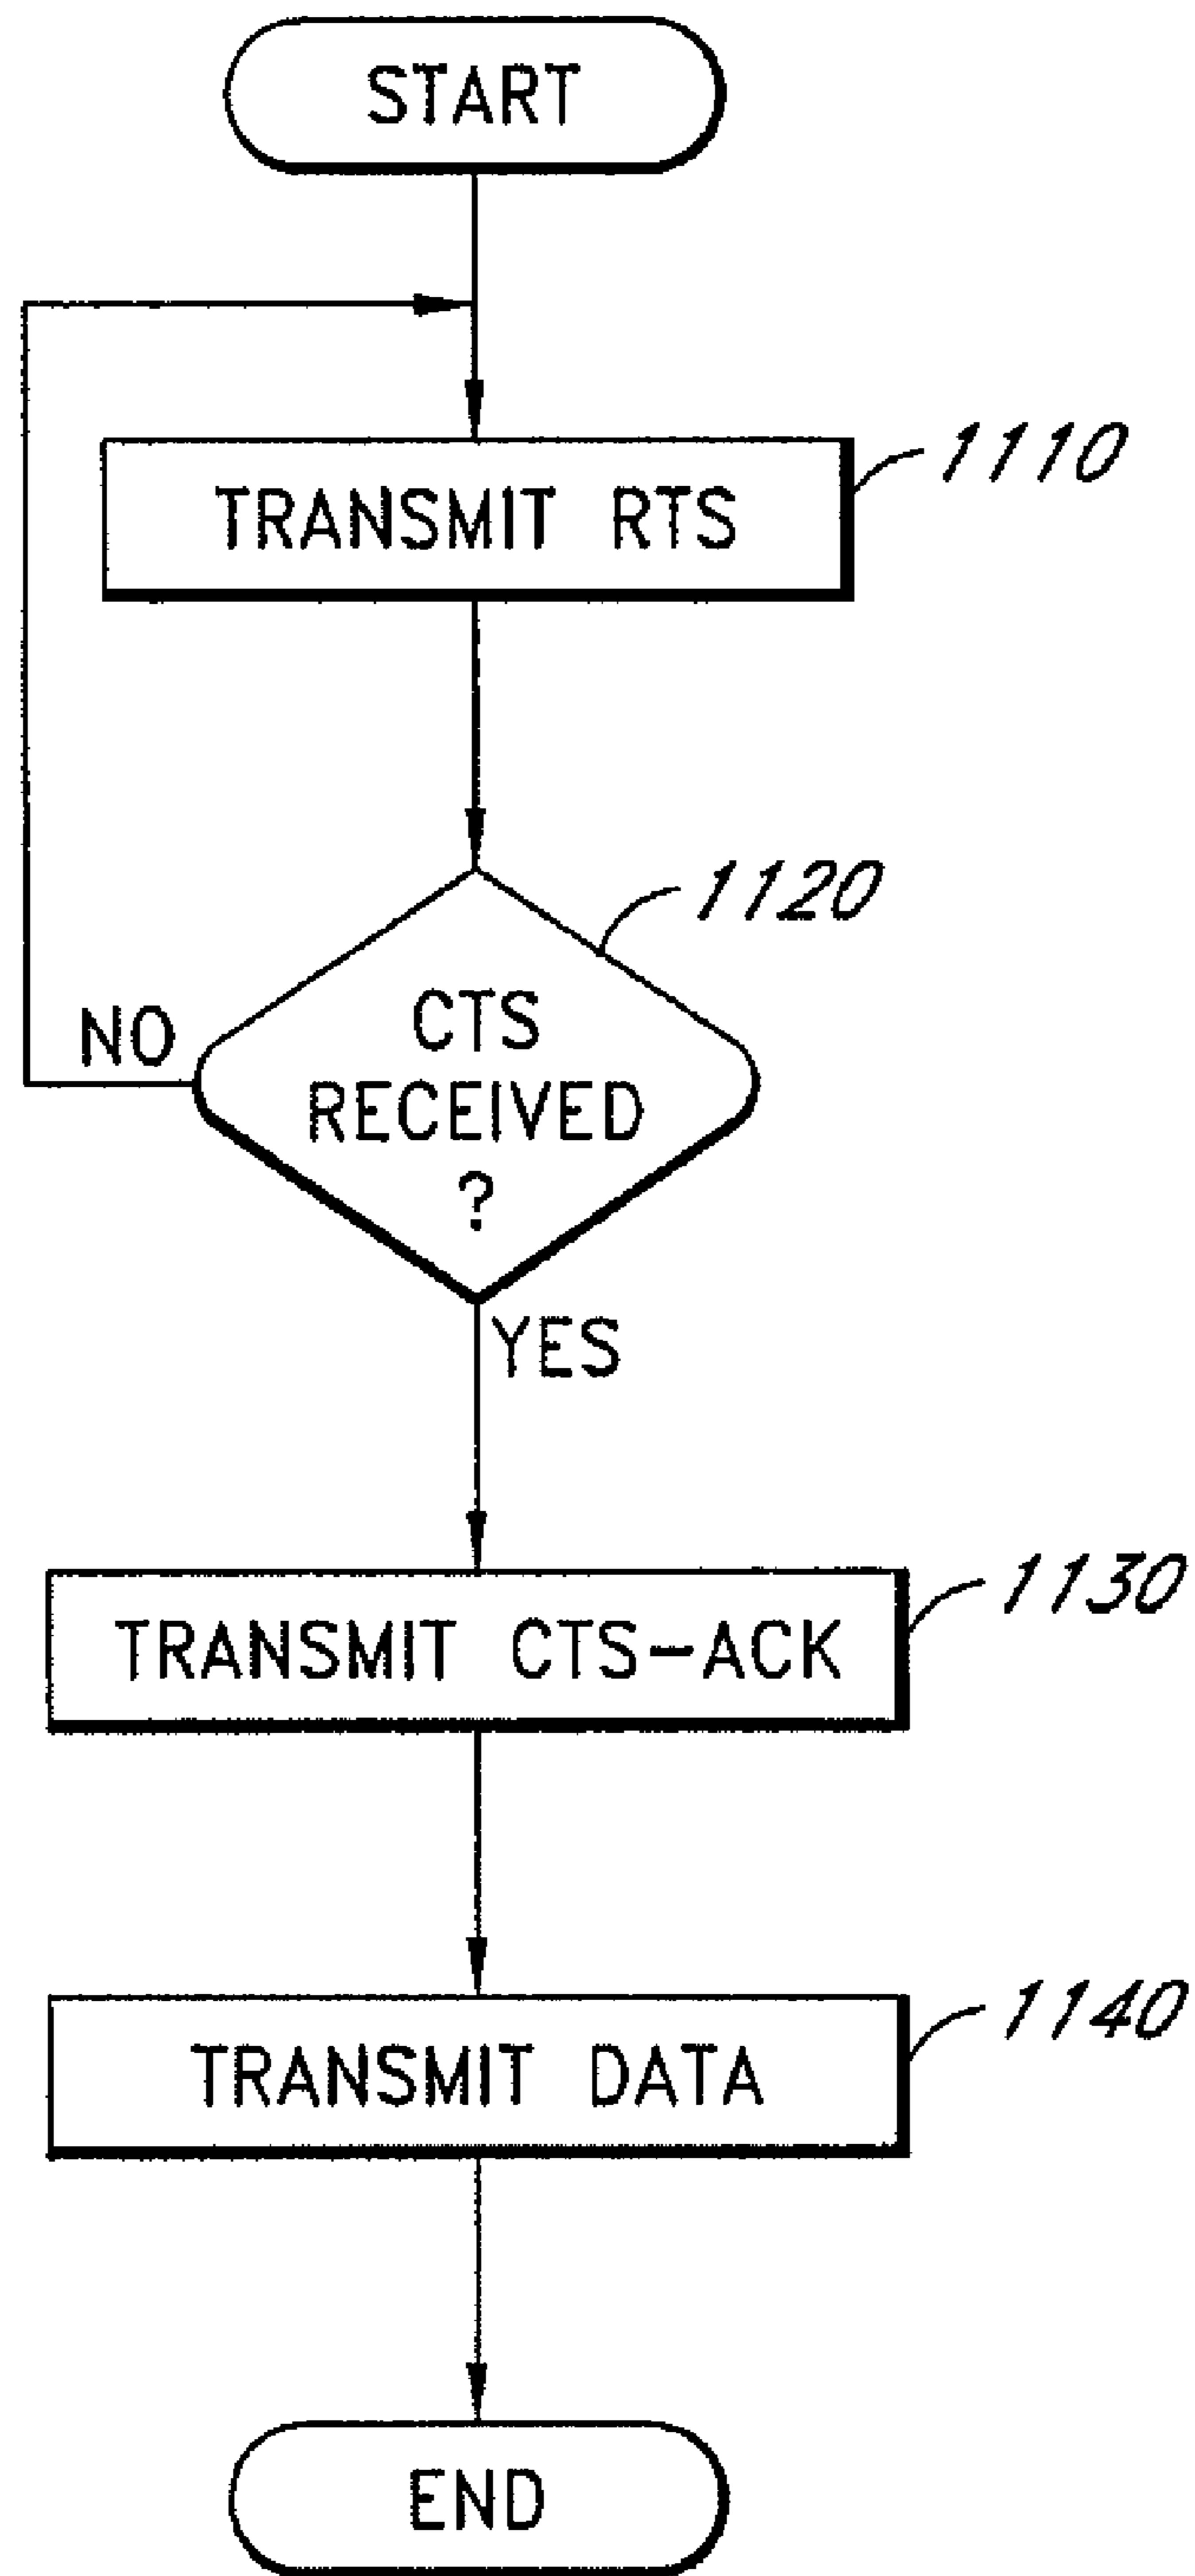 START
TRANSMIT RTS
1110
1120
CTS
RECEIVED
?
NO
YES
TRANSMIT CTS-ACK
1130
TRANSMIT DATA
1140
END